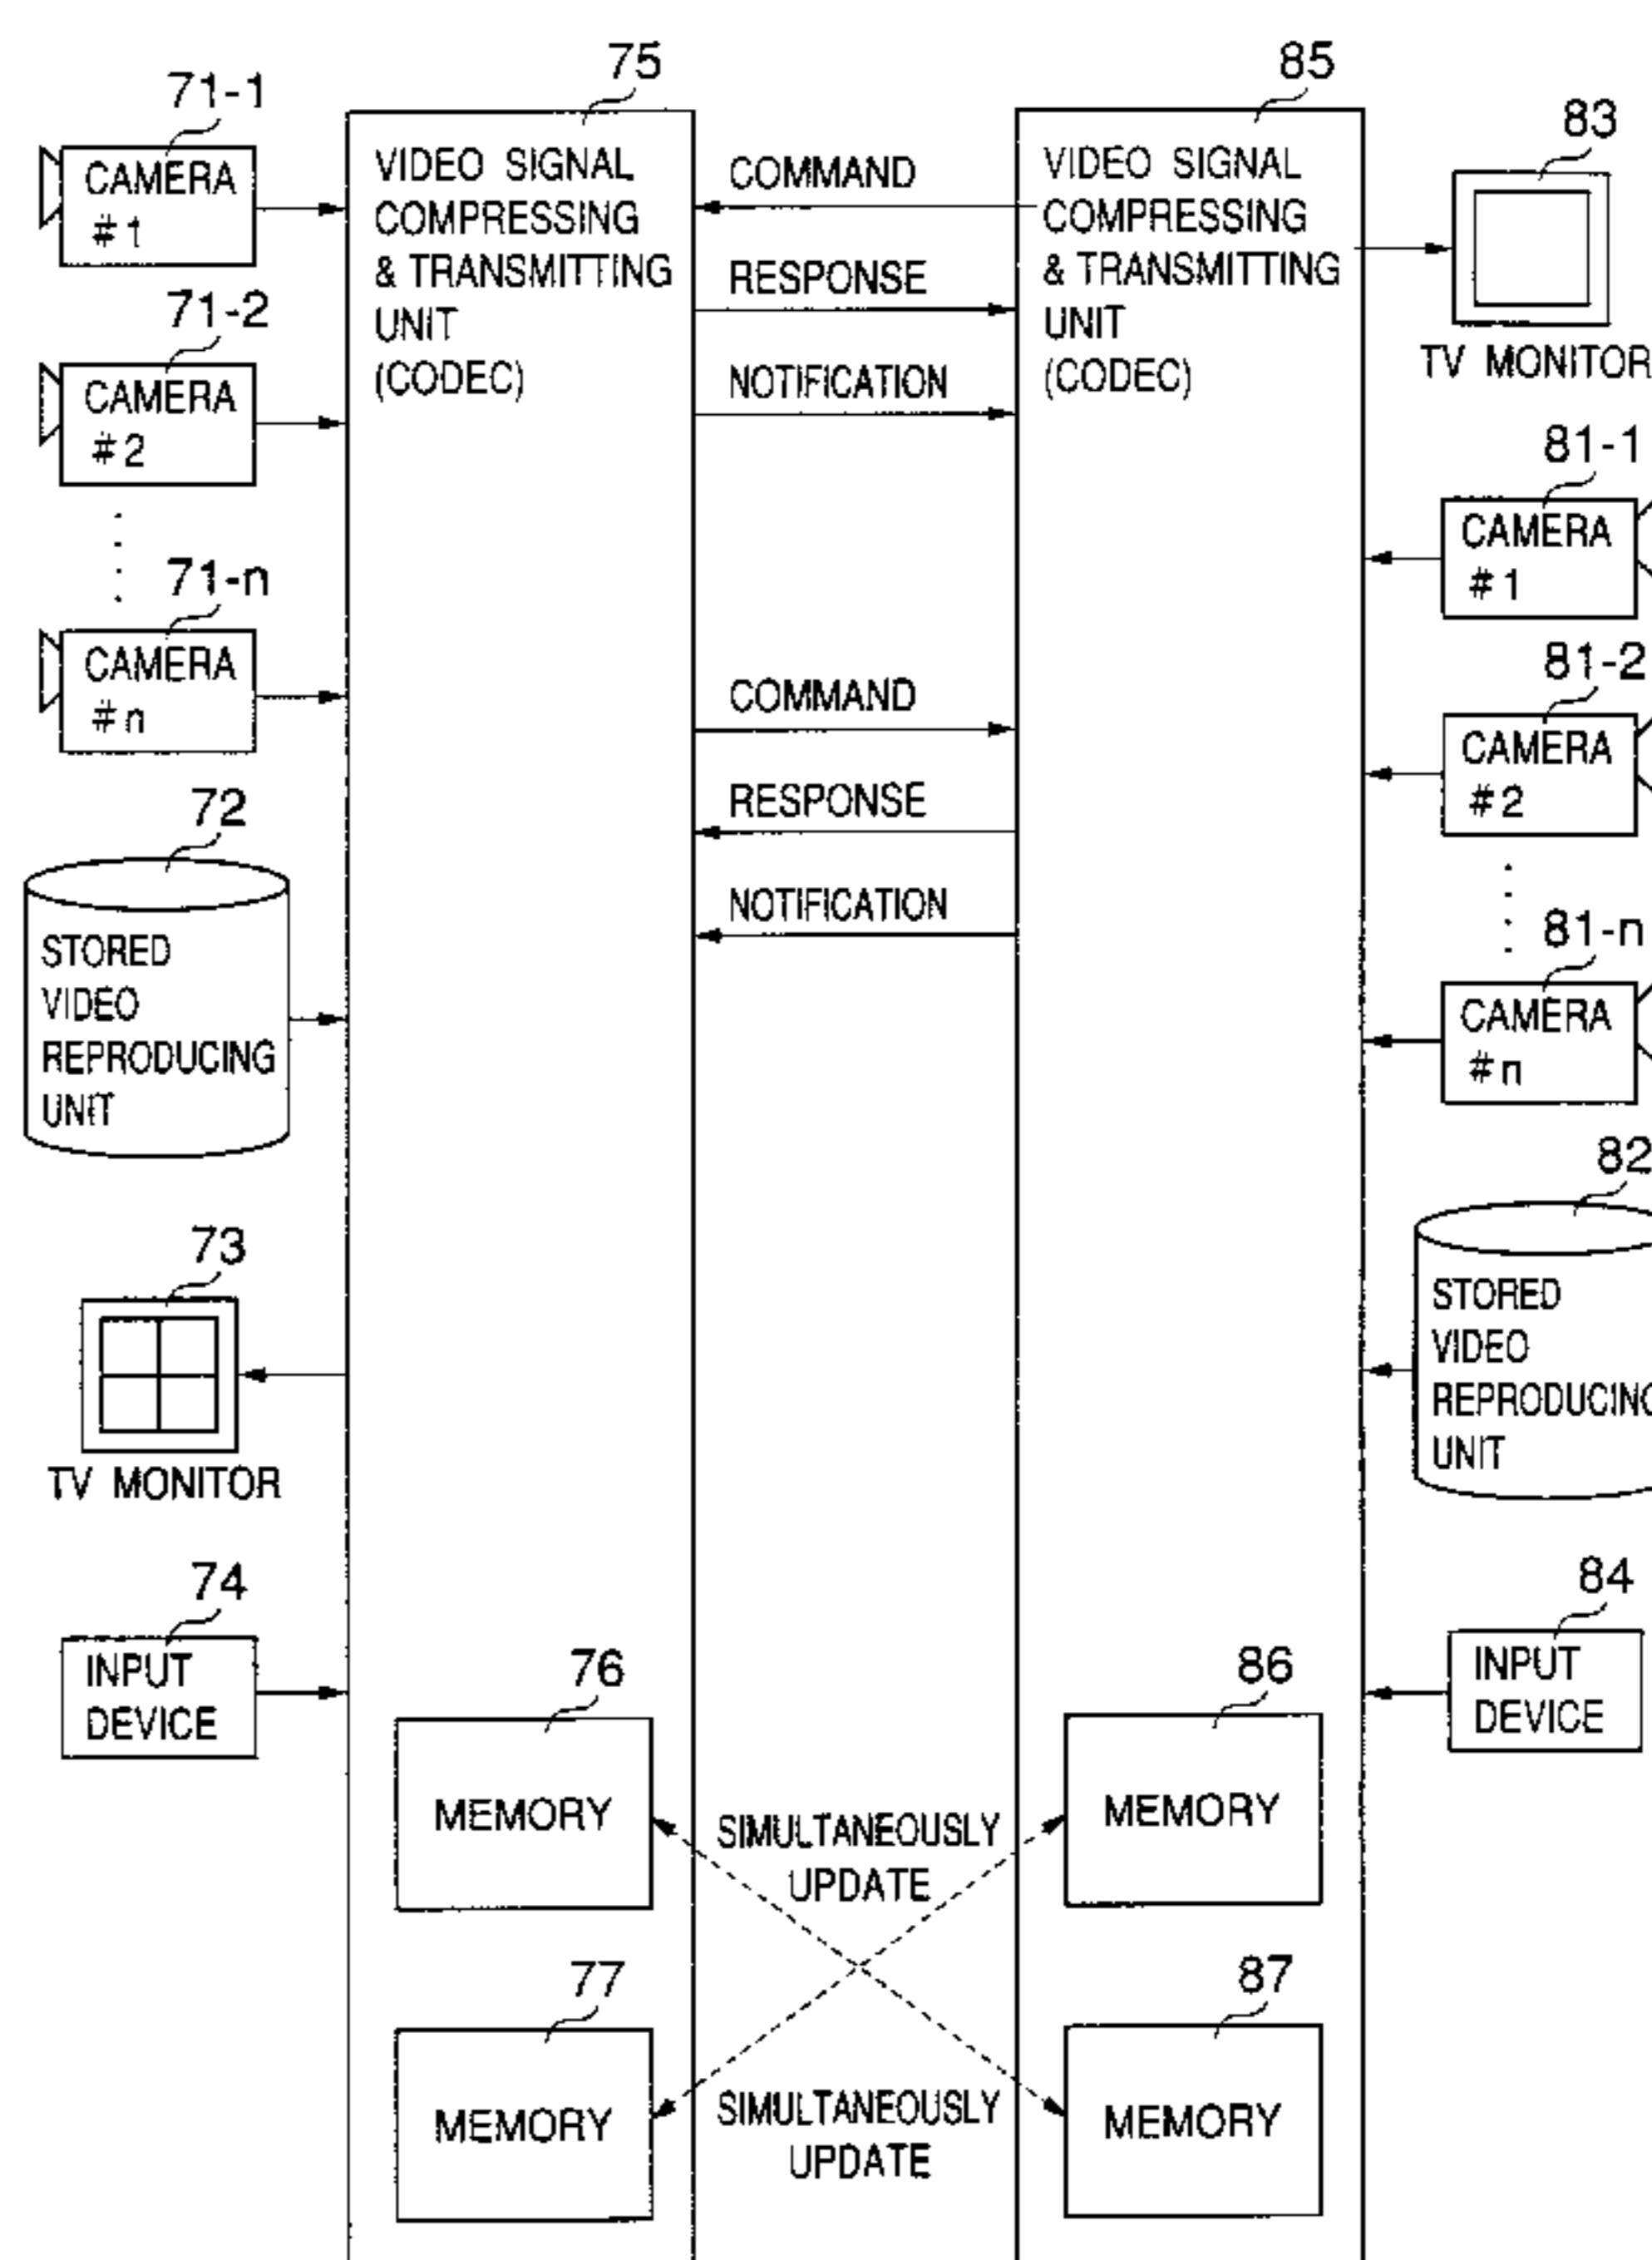 75
85
71-1
83
CAMERA
#1
VIDEO SIGNAL
COMPRESSING
& TRANSMITTING
UNIT
(CODEC)
COMMAND
RESPONSE
NOTIFICATION
VIDEO SIGNAL
COMPRESSING
& TRANSMITTING
UNIT
(CODEC)
TV MONITOR
71-2
CAMERA
#2
81-1
CAMERA
#1
71-n
CAMERA
#n
81-2
CAMERA
#2
COMMAND
RESPONSE
NOTIFICATION
72
STORED
VIDEO
REPRODUCING
UNIT
81-n
CAMERA
#n
82
STORED
VIDEO
REPRODUCING
UNIT
73
TV MONITOR
74
INPUT
DEVICE
84
INPUT
DEVICE
76
MEMORY
86
MEMORY
SIMULTANEOUSLY
UPDATE
77
MEMORY
87
MEMORY
SIMULTANEOUSLY
UPDATE